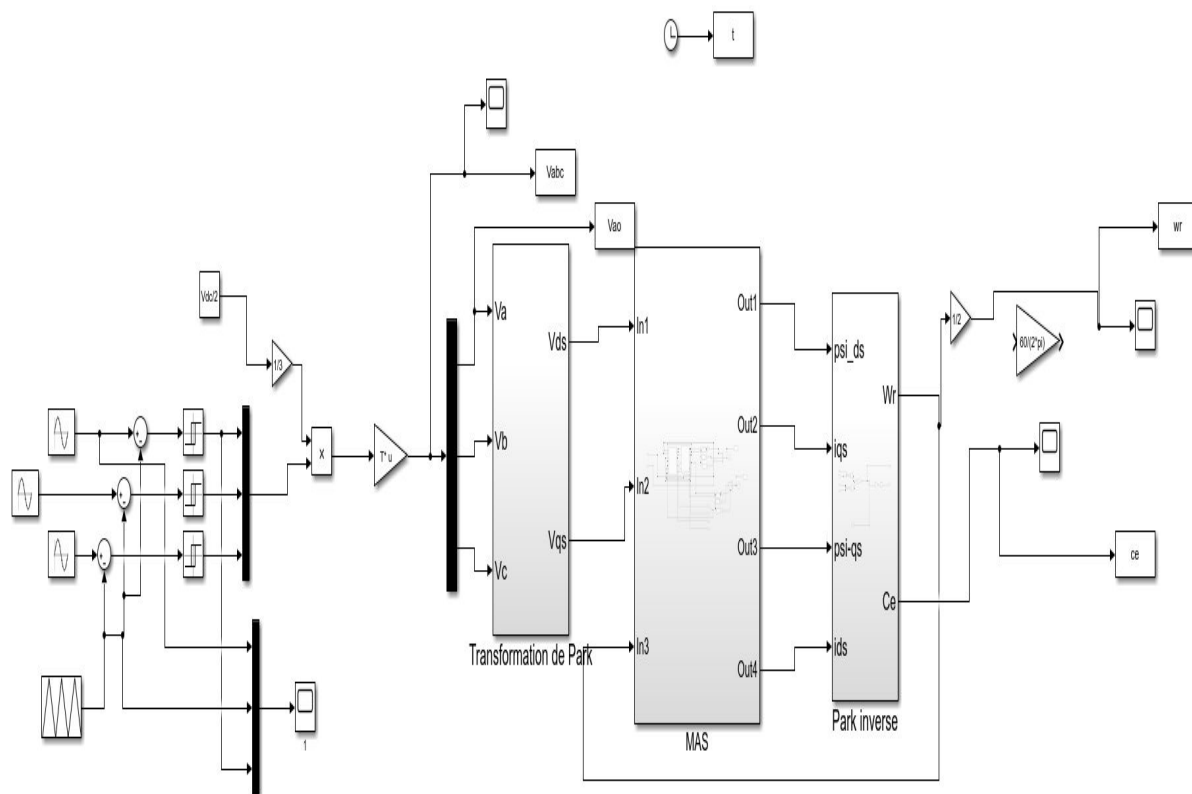 t
Vabc
Vao
wr
Vdc/2
1/3
Va
Vds
In1
Out1
psi_ds
1/2
60/(2*pi)
Wr
x
T* u
Vb
Out2
iqs
In2
Vqs
Vc
Out3
psi-qs
ce
Ce
In3
Out4
ids
Transformation de Park
MAS
Park inverse
1